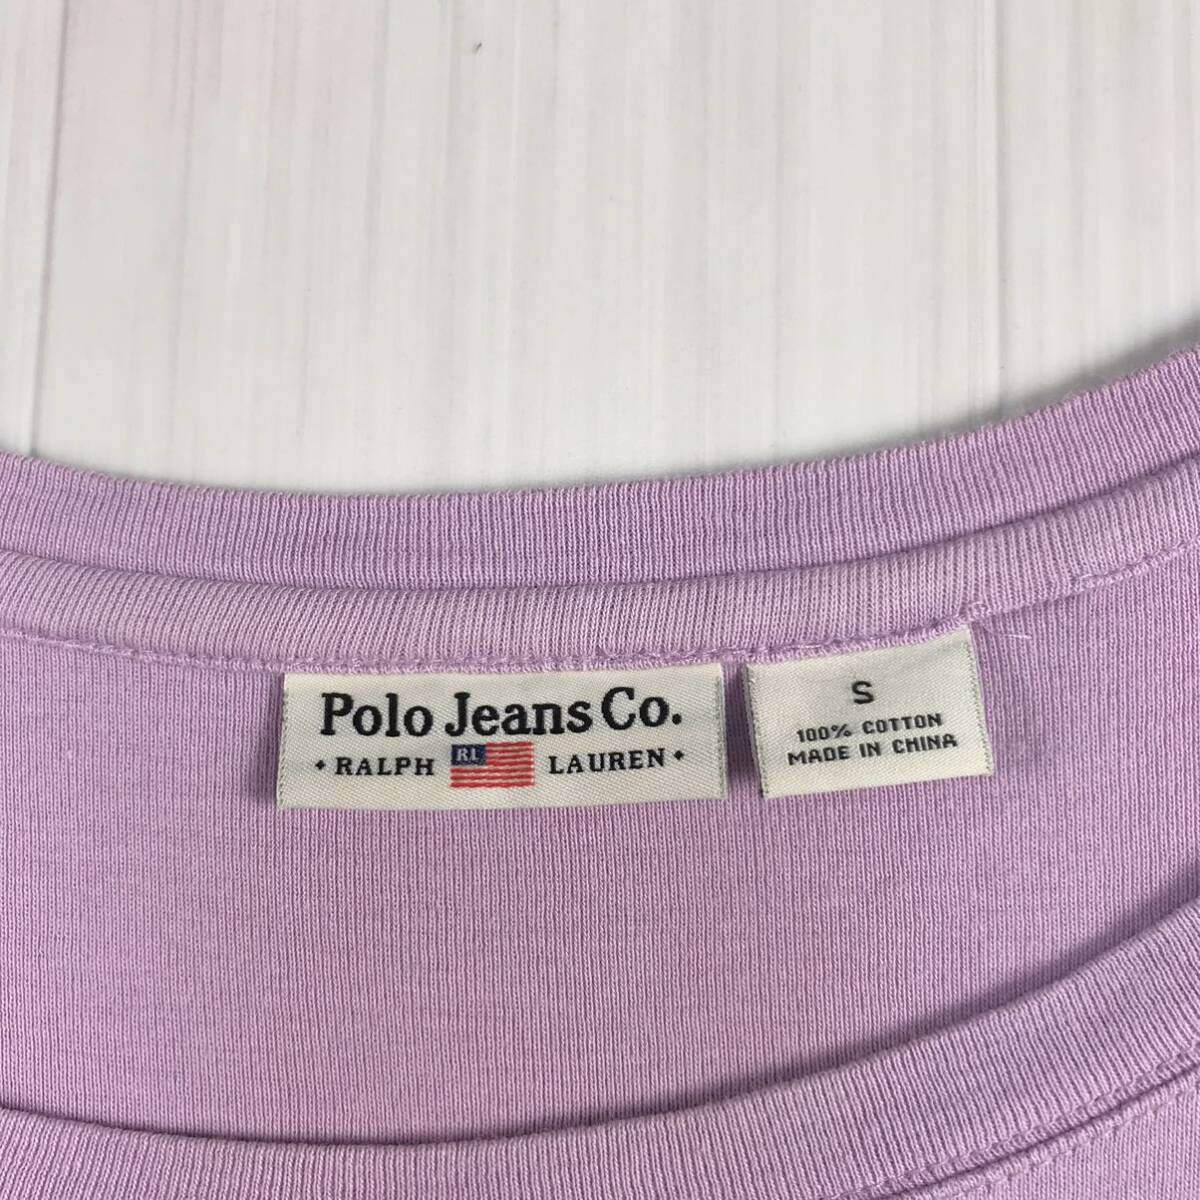 Polo Jeans Co.
• RALPH RL LAUREN •
S
100% COTTON
MADE IN CHINA